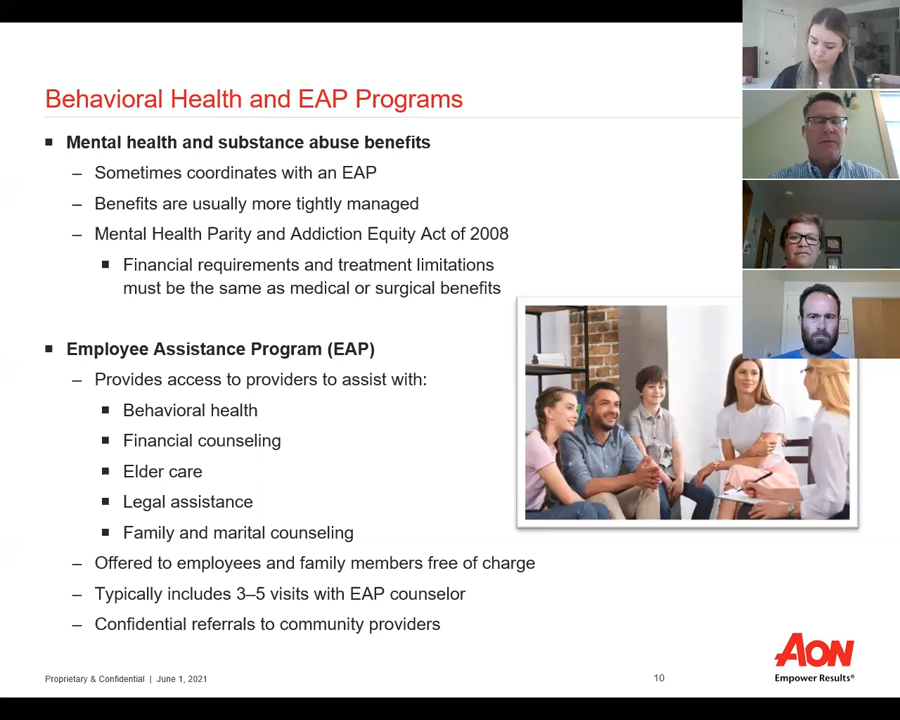 Behavioral Health and EAP Programs
■ Mental health and substance abuse benefits
– Sometimes coordinates with an EAP
– Benefits are usually more tightly managed
– Mental Health Parity and Addiction Equity Act of 2008
■ Financial requirements and treatment limitations
must be the same as medical or surgical benefits
■ Employee Assistance Program (EAP)
– Provides access to providers to assist with:
■ Behavioral health
■ Financial counseling
■ Elder care
■ Legal assistance
■ Family and marital counseling
– Offered to employees and family members free of charge
– Typically includes 3–5 visits with EAP counselor
– Confidential referrals to community providers
Proprietary & Confidential | June 1, 2021
10
AON
Empower Results®